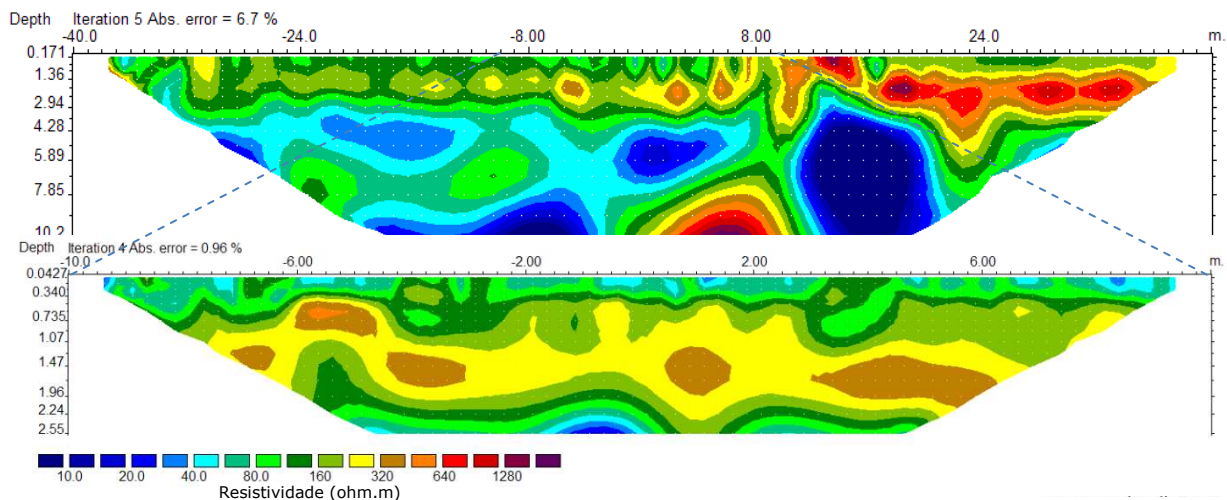 Depth Iteration 5 Abs. error = 6.7 %
-40.0 -24.0 -8.00 8.00 24.0 m.
0.171
1.36
2.94
4.28
5.89
7.85
10.2
Depth Iteration 4 Abs. error = 0.96 %
-10.0 -6.00 -2.00 2.00 6.00 m.
0.0427
0.340
0.735
1.07
1.47
1.96
2.24
2.55
10.0 20.0 40.0 80.0 160 320 640 1280
Resistividade (ohm.m)